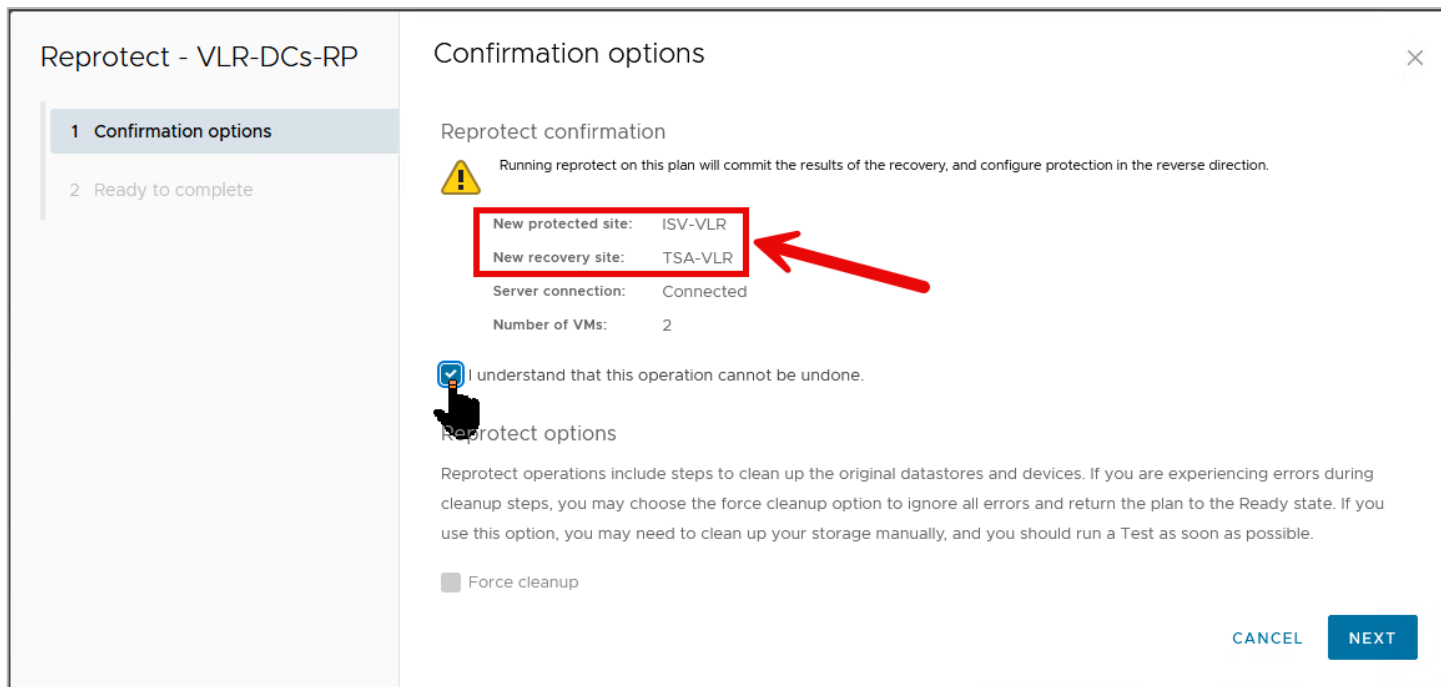 Reprotect - VLR-DCs-RP
1 Confirmation options
2 Ready to complete
Confirmation options
Reprotect confirmation
Running reprotect on this plan will commit the results of the recovery, and configure protection in the reverse direction.
New protected site: ISV-VLR
New recovery site: TSA-VLR
Server connection: Connected
Number of VMs: 2
I understand that this operation cannot be undone.
Reprotect options
Reprotect operations include steps to clean up the original datastores and devices. If you are experiencing errors during
cleanup steps, you may choose the force cleanup option to ignore all errors and return the plan to the Ready state. If you
use this option, you may need to clean up your storage manually, and you should run a Test as soon as possible.
Force cleanup
CANCEL NEXT